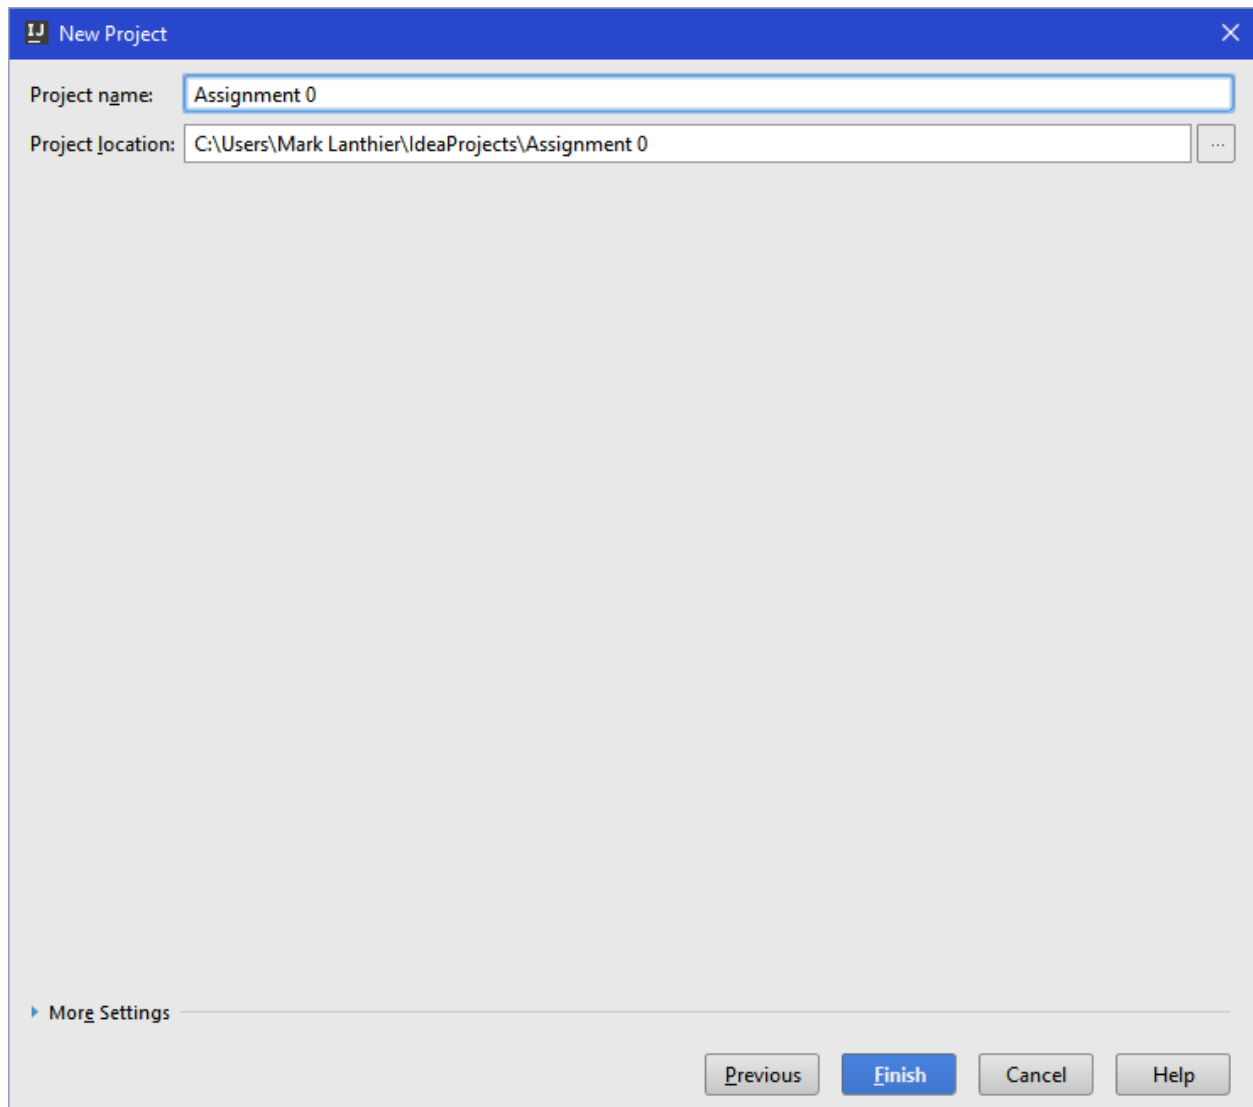 IJ New Project
Project name: Assignment 0
Project location: C:\Users\Mark Lanthier\IdeaProjects\Assignment 0 ...
More Settings
Previous Finish Cancel Help